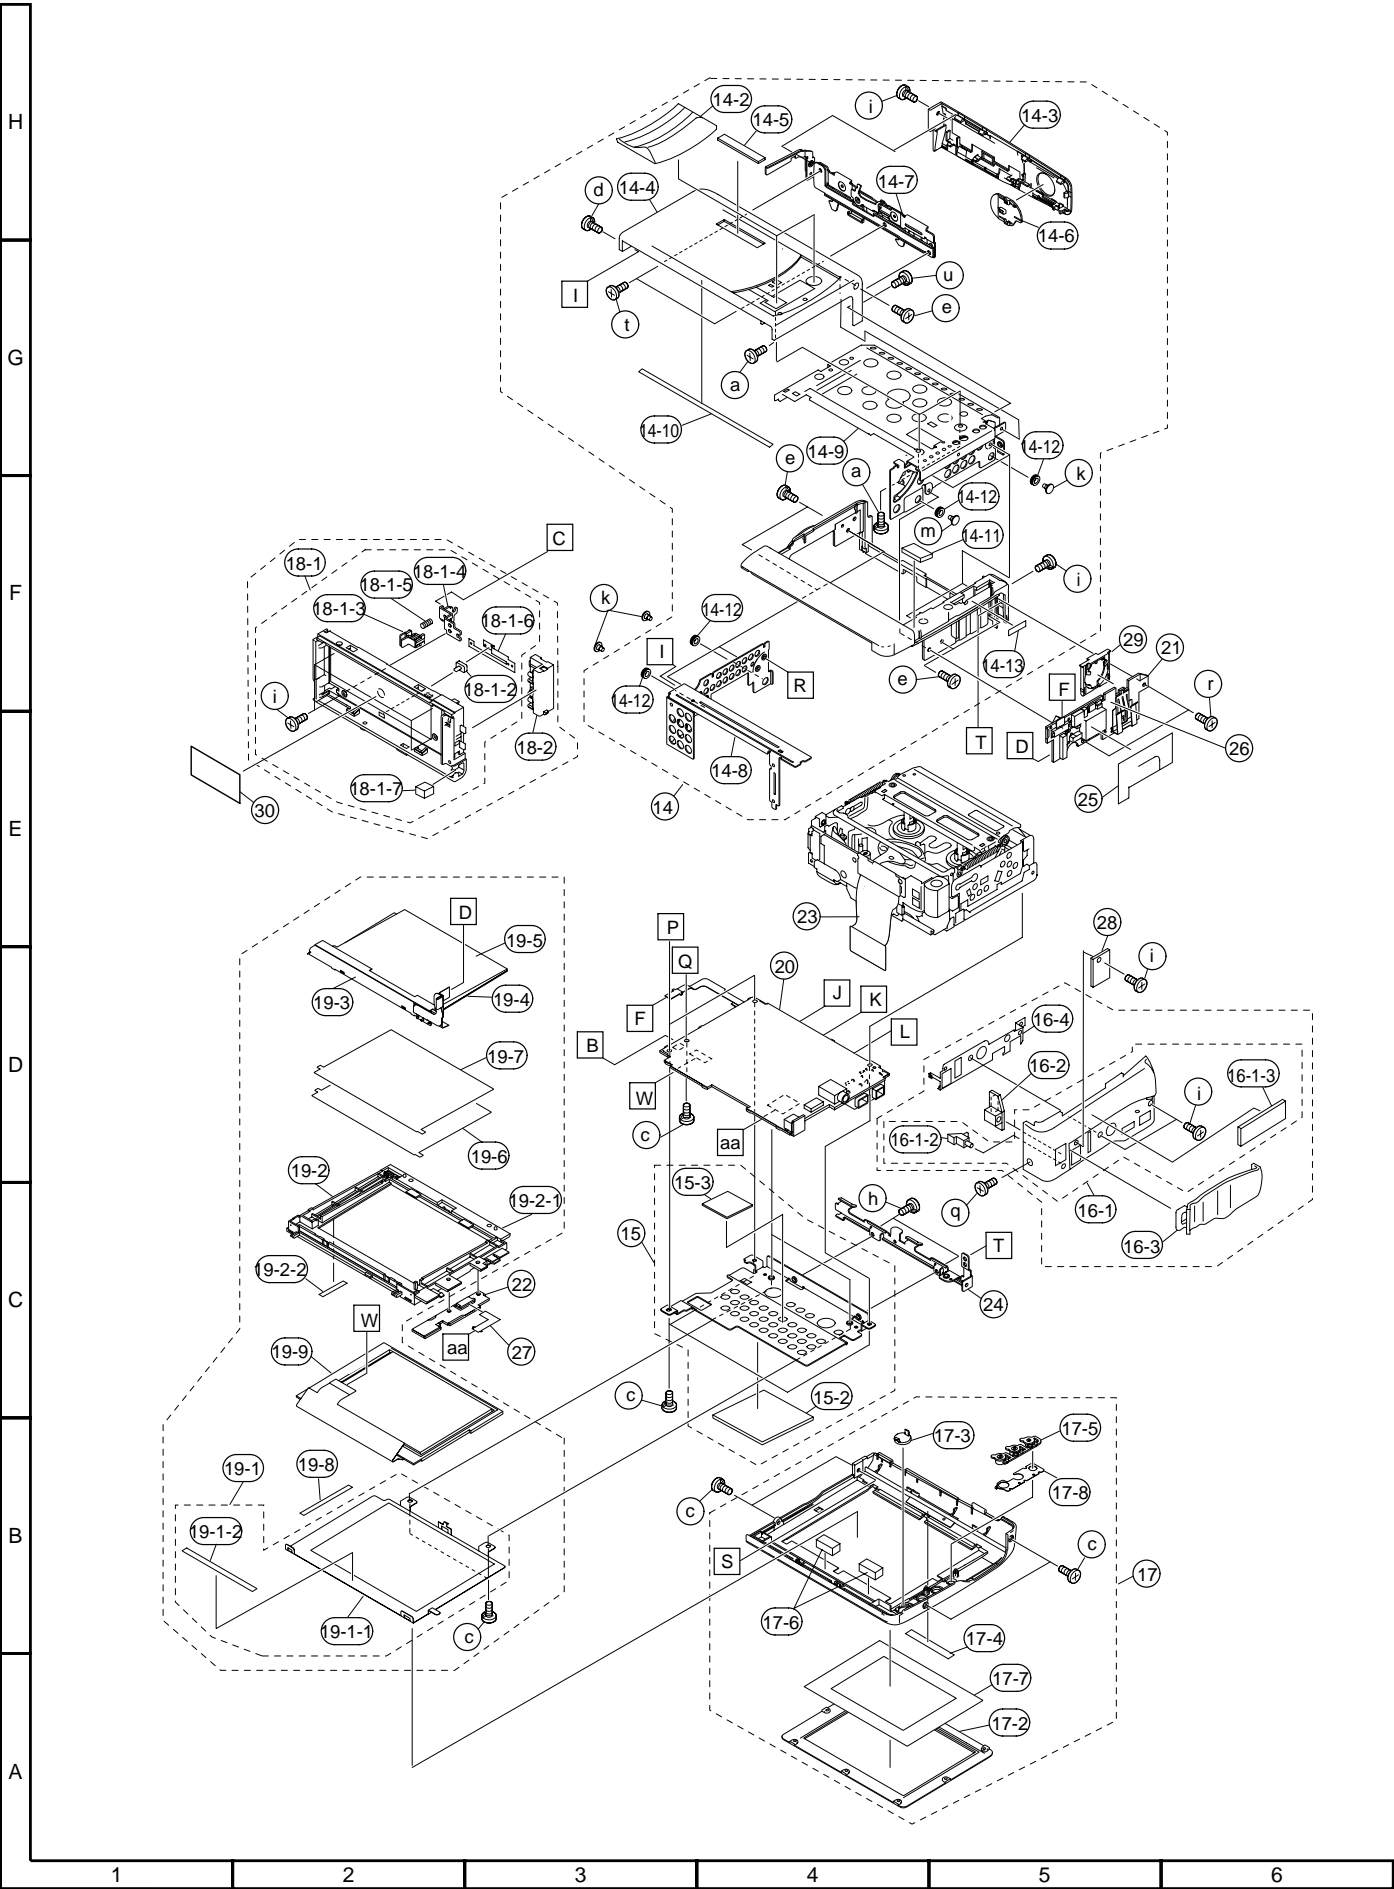 H
14-2
14-5
i
14-3
d
14-4
14-7
14-6
I
t
u
e
G
a
14-10
14-9
14-12
e
a
k
14-12
m
14-11
C
18-1
18-1-4
18-1-5
18-1-3
18-1-6
F
k
14-12
i
14-13
29
21
I
18-1-2
14-12
R
e
F
r
i
18-2
14-8
T
D
26
18-1-7
30
14
25
E
D
P
23
28
19-5
Q
20
i
19-3
19-4
J
K
F
16-4
B
L
D
19-7
16-2
16-1-3
W
i
c
aa
16-1-2
19-6
19-2
15-3
19-2-1
h
q
16-1
15
T
16-3
19-2-2
22
C
24
W
aa
27
19-9
c
15-2
17-3
17-5
19-1
19-8
c
17-8
B
19-1-2
S
c
17
17-6
19-1-1
c
17-4
17-7
17-2
A
1
2
3
4
5
6